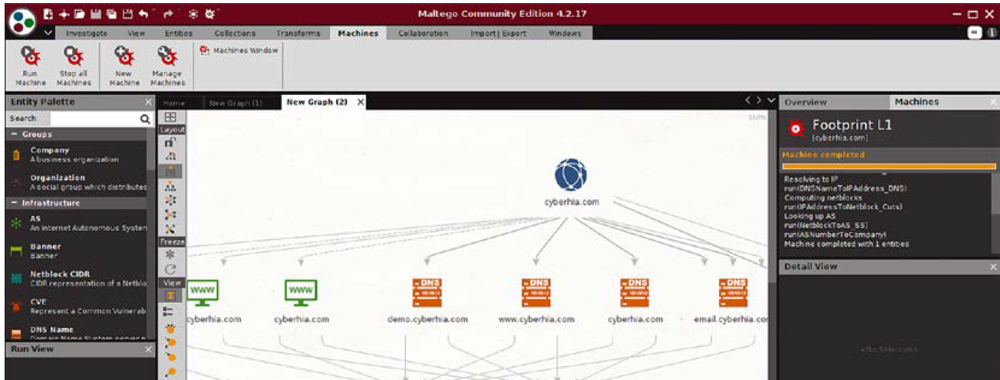 Maltego Community Edition 4.2.17
Investigate View Entities Collections Transforms Machines Collaboration Import | Export Windows
Run Machine
Stop all Machines
New Machine
Manage Machines
Machines Window
Entity Palette
Search:
Groups
Company
A business organization
Organization
A social group which distributes
Infrastructure
AS
An internet Autonomous System
Banner
Banner
Netblock CIDR
CIDR representation of a Netblo
CVE
Represent a Common Vulnerab
DNS Name
Domain Name System server n
Run View
Home New Graph (1) New Graph (2)
Layout
Freeze
View
100%
cyberhia.com
WWW
WWW
DNS
DNS
DNS
DNS
cyberhia.com
cyberhia.com
demo.cyberhia.com
www.cyberhia.com
cyberhia.com
email.cyberhia.com
Overview Machines
Footprint L1
[cyberhia.com]
Machine completed
Resolving to IP
run(DNSNameToIPAddress_DNS)
Computing netblocks
run(IPAddressToNetblock_Cuts)
Looking up AS
run(NetblockToAS_SS)
run(ASNumberToCompany)
Machine completed with 1 entities
Detail View
<No Selection>